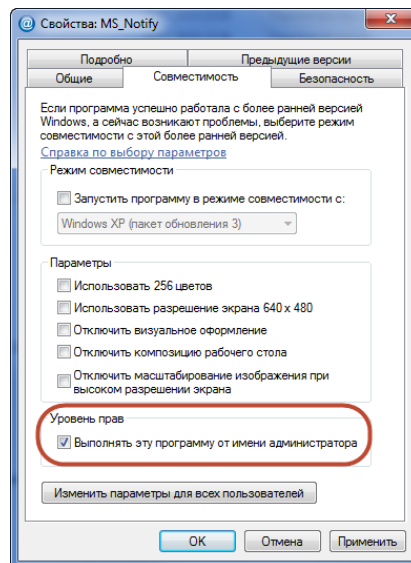 Свойства: MS_Notify
Подробно
Предыдущие версии
Общие
Совместимость
Безопасность
Если программа успешно работала с более ранней версией
Windows, а сейчас возникают проблемы, выберите режим
совместимости с этой более ранней версией.
Справка по выбору параметров
Режим совместимости
Запустить программу в режиме совместимости с:
Windows XP (пакет обновления 3)
Параметры
Использовать 256 цветов
Использовать разрешение экрана 640 x 480
Отключить визуальное оформление
Отключить композицию рабочего стола
Отключить масштабирование изображения при
высоком разрешении экрана
Уровень прав
Выполнять эту программу от имени администратора
Изменить параметры для всех пользователей
OK
Отмена
Применить